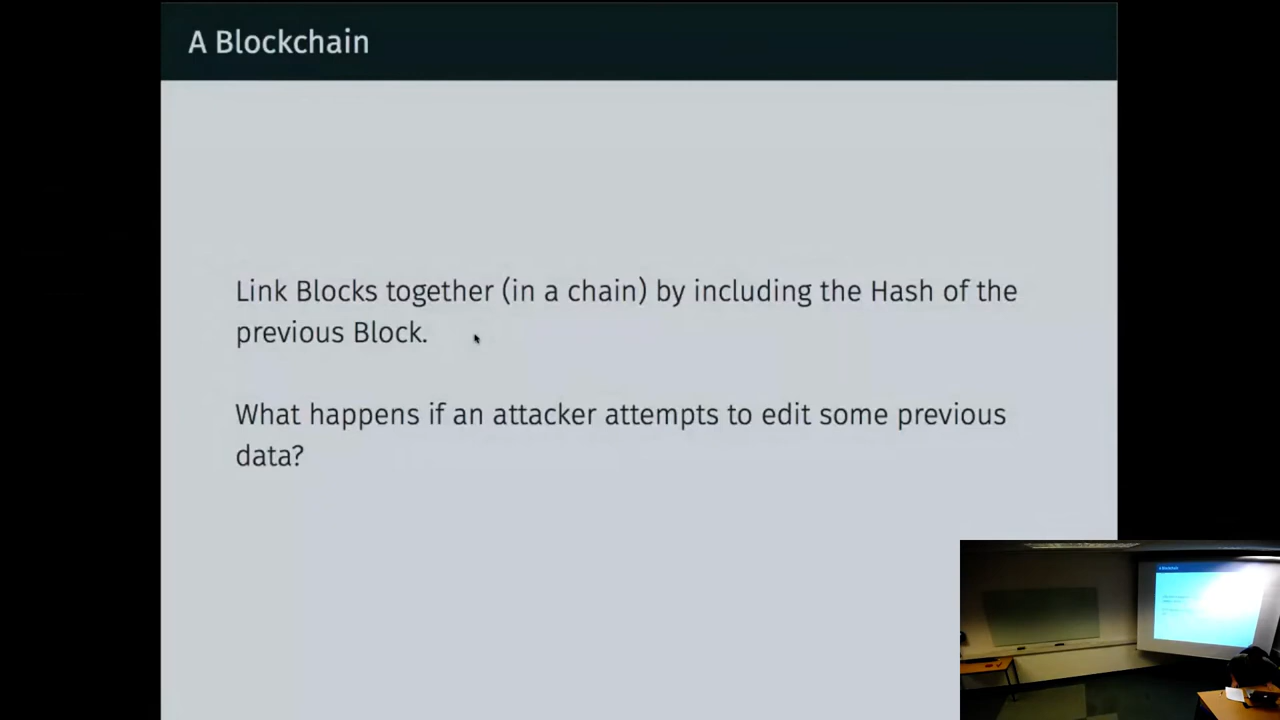 A Blockchain
Link Blocks together (in a chain) by including the Hash of the
previous Block.
What happens if an attacker attempts to edit some previous
data?
A Blockchain